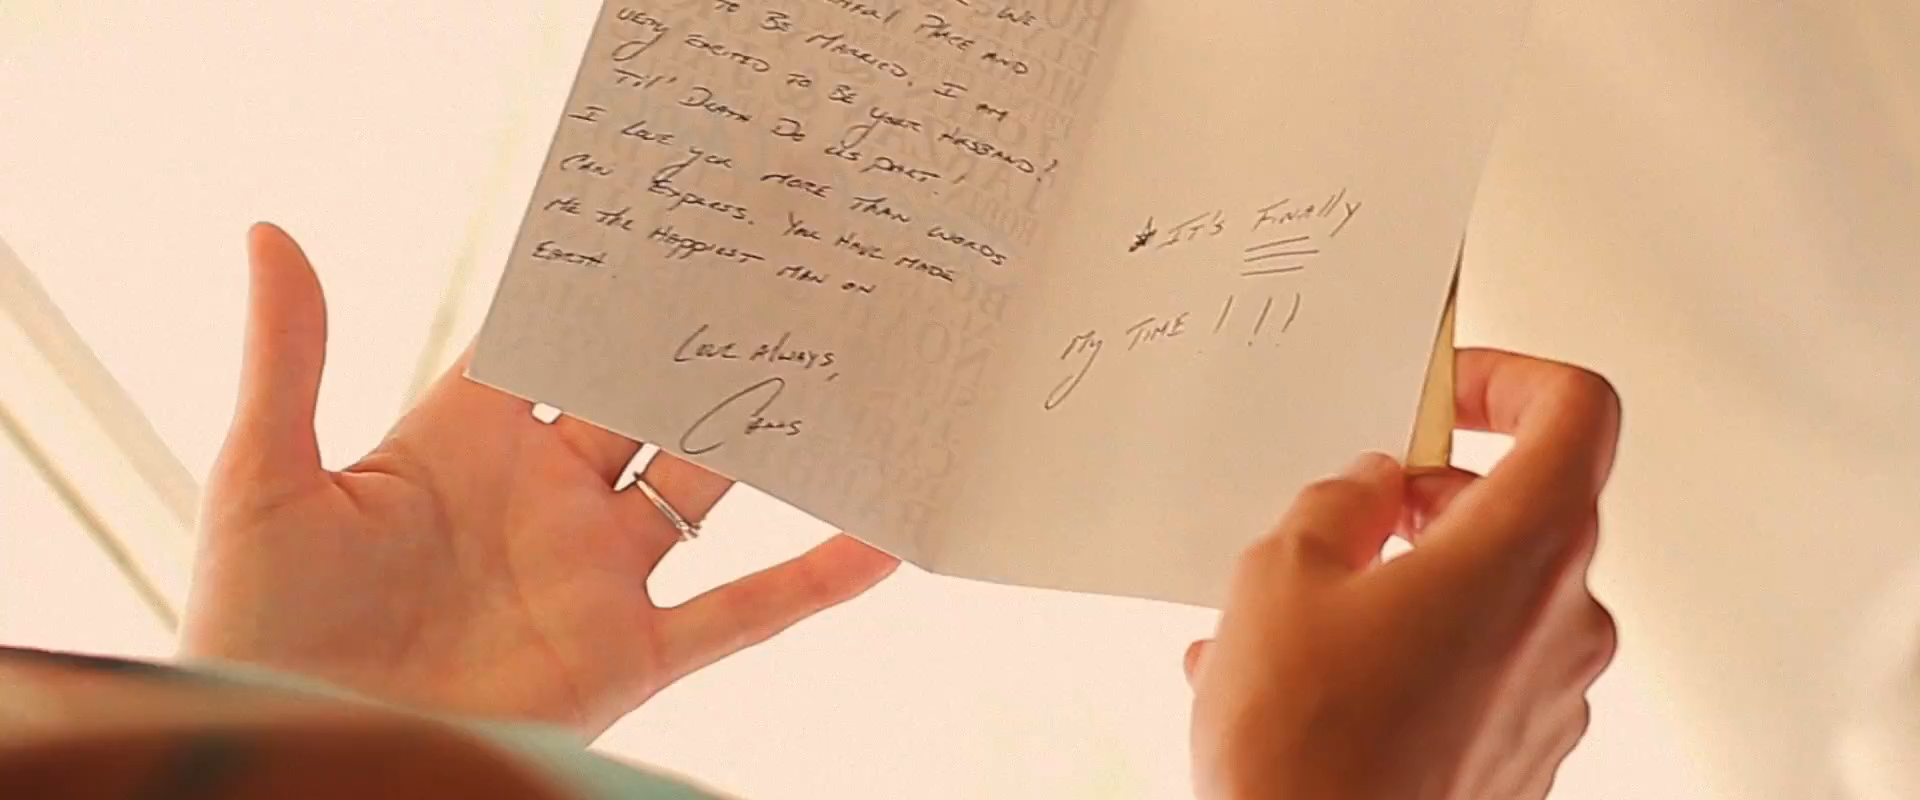 WE
PLACE AND
TO BE MARRIED. I AM
VERY EXCITED TO BE YOUR HUSBAND!
Til' DEATH DO US PART.
I LOVE YOU MORE THAN WORDS
CAN EXPRESS. YOU HAVE MADE
ME THE HAPPIEST MAN ON
EARTH.
LOVE ALWAYS,
IT'S FINALLY
MY TIME!!!